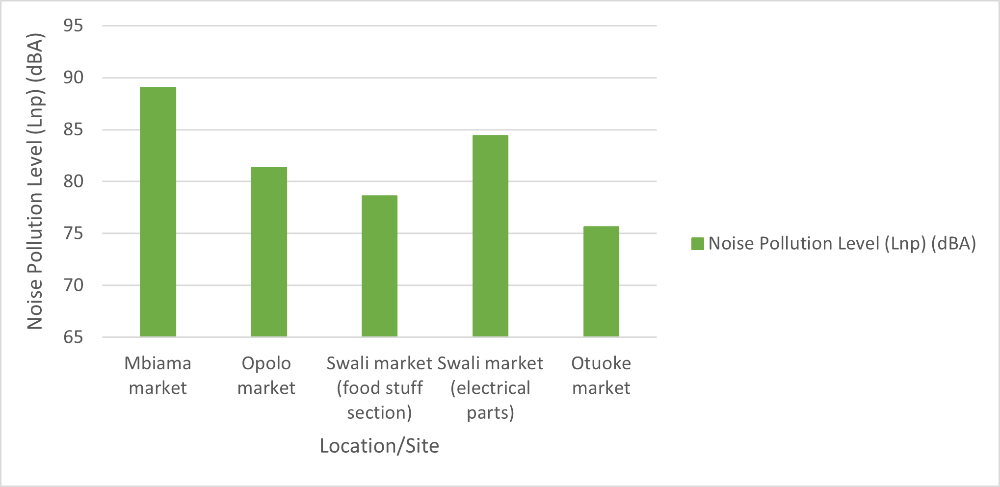 Noise Pollution Level (Lnp) (dBA)
95
90
85
80
75
70
65
Mbiama
market
Opolo
market
Swali market
(food stuff
section)
Swali market
(electrical
parts)
Otuoke
market
Location/Site
Noise Pollution Level (Lnp) (dBA)